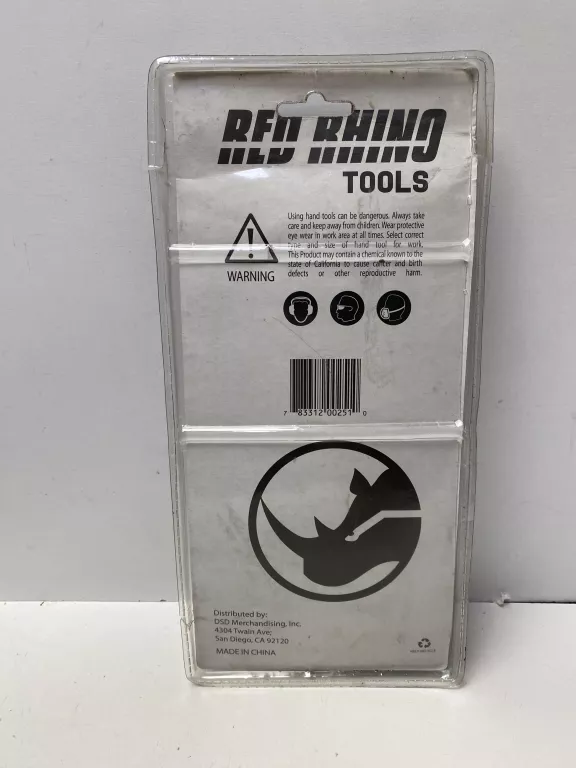 RED RHINO
TOOLS
Using hand tools can be dangerous. Always take
care and keep away from children. Wear protective
eye wear in work area at all times. Select correct
type and size of hand tool for work.
This Product may contain a chemical known to the
state of California to cause cancer and birth
defects or other reproductive harm.
WARNING
7 83312 00251 0
Distributed by:
DSD Merchandising, Inc.
4304 Twain Ave;
San Diego, CA 92120
MADE IN CHINA